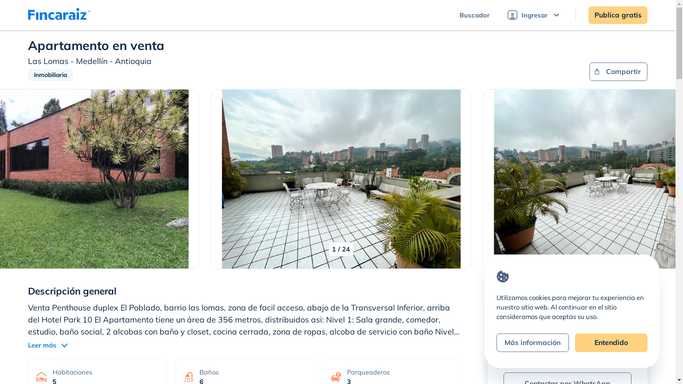 Fincaraiz
Buscador
Ingresar
Publica gratis
Apartamento en venta
Las Lomas - Medellín - Antioquia
Inmobiliaria
Compartir
1 / 24
Descripción general
Venta Penthouse duplex El Poblado, barrio las lomas, zona de facil acceso, abajo de la Transversal Inferior, arriba
del Hotel Park 10 El Apartamento tiene un área de 356 metros, distribuidos asi: Nivel 1: Sala grande, comedor,
estudio, baño social, 2 alcobas con baño y closet, cocina cerrada, zona de ropas, alcoba de servicio con baño Nivel...
Leer más
Habitaciones
5
Baños
6
Parqueaderos
3
Utilizamos cookies para mejorar tu experiencia en
nuestro sitio web. Al continuar en el sitio
consideramos que aceptas su uso.
Más información
Entendido
Contactar por WhatsApp